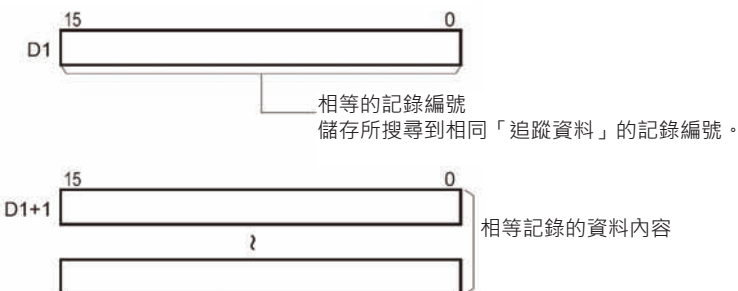 15 0
D1
相等的記錄編號
儲存所搜尋到相同「追蹤資料」的記錄編號。
15 0
D1+1
相等記錄的資料內容
~